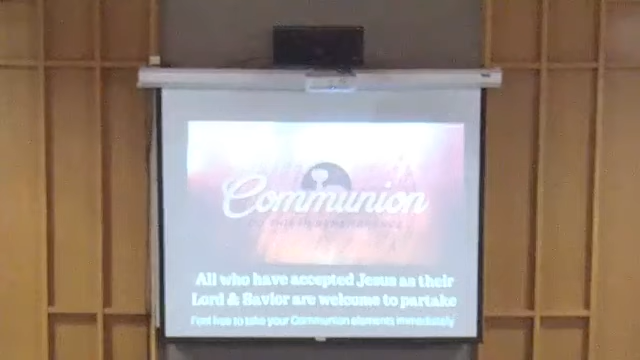 Communion
All who have accepted Jesus as their
Lord & Savior are welcome to partake
Feel free to take your Communion elements immediately